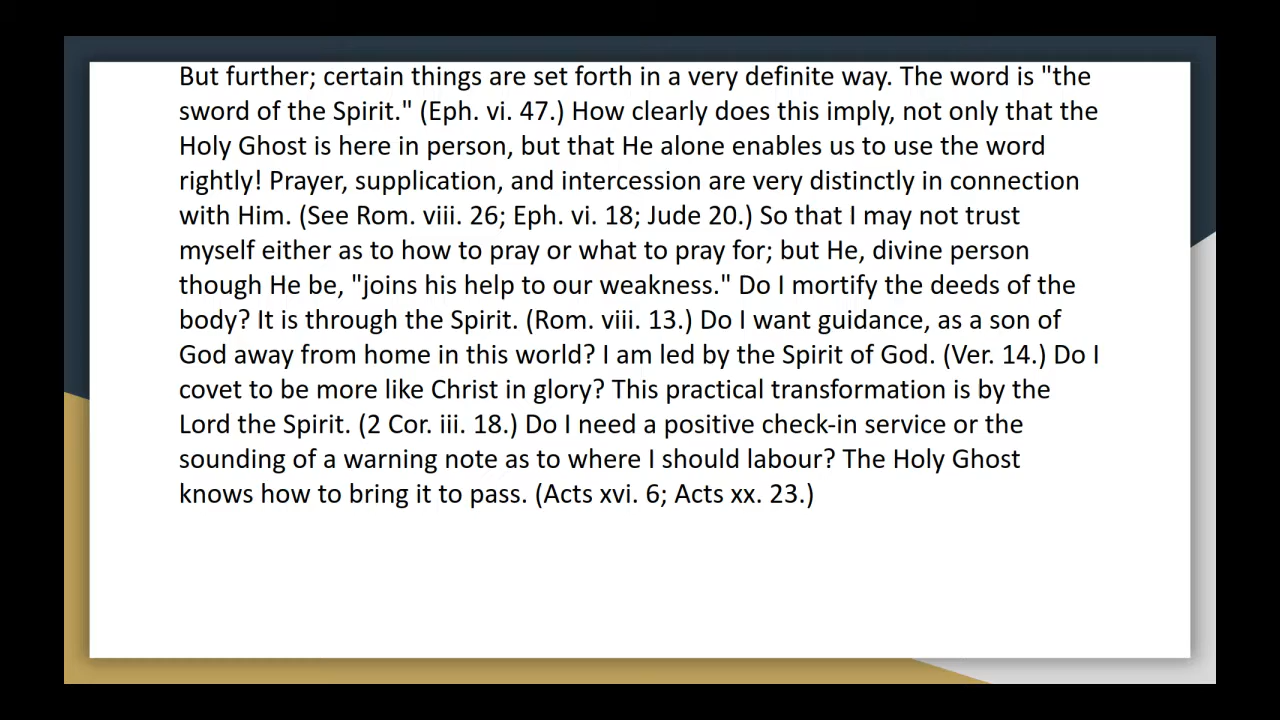 But further; certain things are set forth in a very definite way. The word is "the
sword of the Spirit." (Eph. vi. 47.) How clearly does this imply, not only that the
Holy Ghost is here in person, but that He alone enables us to use the word
rightly! Prayer, supplication, and intercession are very distinctly in connection
with Him. (See Rom. viii. 26; Eph. vi. 18; Jude 20.) So that I may not trust
myself either as to how to pray or what to pray for; but He, divine person
though He be, "joins his help to our weakness." Do I mortify the deeds of the
body? It is through the Spirit. (Rom. viii. 13.) Do I want guidance, as a son of
God away from home in this world? I am led by the Spirit of God. (Ver. 14.) Do I
covet to be more like Christ in glory? This practical transformation is by the
Lord the Spirit. (2 Cor. iii. 18.) Do I need a positive check-in service or the
sounding of a warning note as to where I should labour? The Holy Ghost
knows how to bring it to pass. (Acts xvi. 6; Acts xx. 23.)